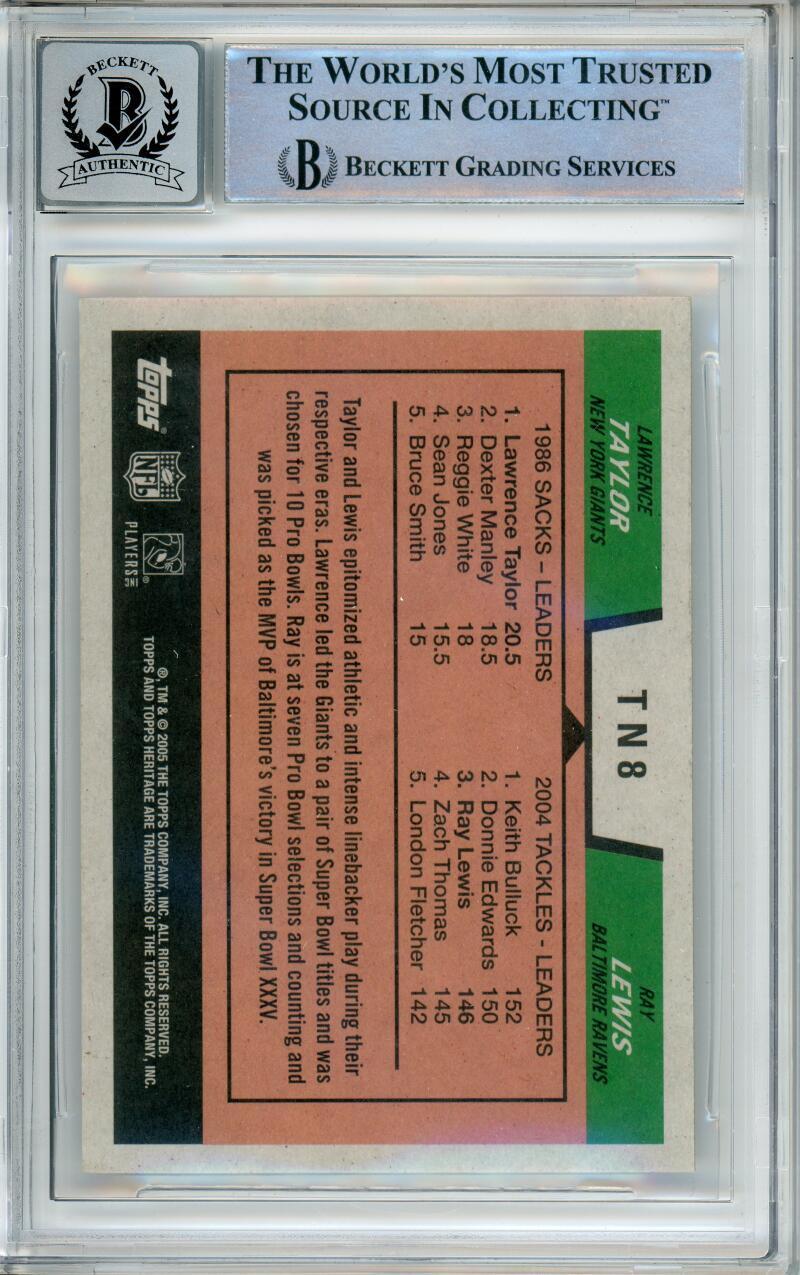 BECKETT
B
AUTHENTIC
THE WORLD'S MOST TRUSTED
SOURCE IN COLLECTING™
B BECKETT GRADING SERVICES
LAWRENCE
TAYLOR
NEW YORK GIANTS
TN8
RAY
LEWIS
BALTIMORE RAVENS
1986 SACKS – LEADERS
1. Lawrence Taylor 20.5
2. Dexter Manley 18.5
3. Reggie White 18
4. Sean Jones 15.5
5. Bruce Smith 15
2004 TACKLES - LEADERS
1. Keith Bulluck 152
2. Donnie Edwards 150
3. Ray Lewis 146
4. Zach Thomas 145
5. London Fletcher 142
Taylor and Lewis epitomized athletic and intense linebacker play during their
respective eras. Lawrence led the Giants to a pair of Super Bowl titles and was
chosen for 10 Pro Bowls. Ray is at seven Pro Bowl selections and counting and
was picked as the MVP of Baltimore's victory in Super Bowl XXXV.
topps®
NFL
PLAYERS INC
®, TM & © 2005 THE TOPPS COMPANY, INC. ALL RIGHTS RESERVED.
TOPPS AND TOPPS HERITAGE ARE TRADEMARKS OF THE TOPPS COMPANY, INC.